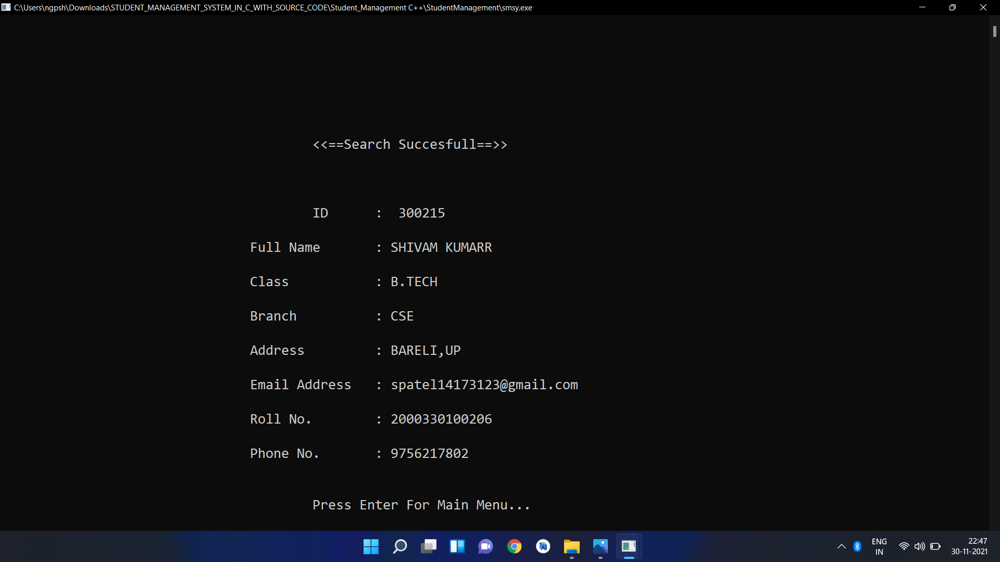 C:\Users\ngpsh\Downloads\STUDENT_MANAGEMENT_SYSTEM_IN_C_WITH_SOURCE_CODE\Student_Management C++\StudentManagement\smsy.exe
<<==Search Succesfull==>>
ID : 300215
Full Name : SHIVAM KUMARR
Class : B.TECH
Branch : CSE
Address : BARELI,UP
Email Address : spatel14173123@gmail.com
Roll No. : 2000330100206
Phone No. : 9756217802
Press Enter For Main Menu...
ENG
IN
22:47
30-11-2021